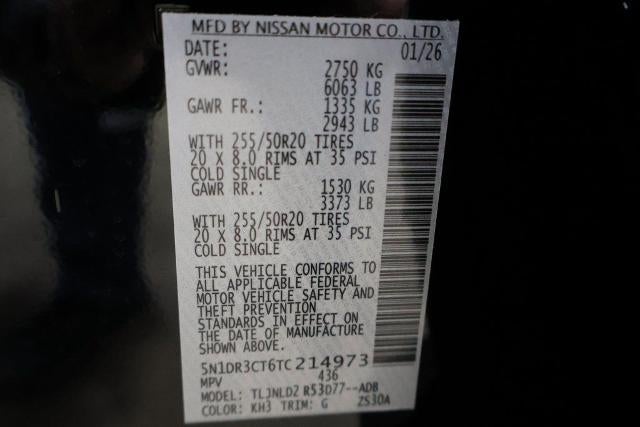 MFD BY NISSAN MOTOR CO., LTD.
DATE: 01/26
GVWR: 2750 KG
6063 LB
GAWR FR.: 1335 KG
2943 LB
WITH 255/50R20 TIRES
20 X 8.0 RIMS AT 35 PSI
COLD SINGLE
GAWR RR.: 1530 KG
3373 LB
WITH 255/50R20 TIRES
20 X 8.0 RIMS AT 35 PSI
COLD SINGLE
THIS VEHICLE CONFORMS TO
ALL APPLICABLE FEDERAL
MOTOR VEHICLE SAFETY AND
THEFT PREVENTION
STANDARDS IN EFFECT ON
THE DATE OF MANUFACTURE
SHOWN ABOVE.
5N1DR3CT6TC214973
MPV 436
MODEL: TLJNLDZ R53D77--ADB
COLOR: KH3 TRIM: G ZS30A